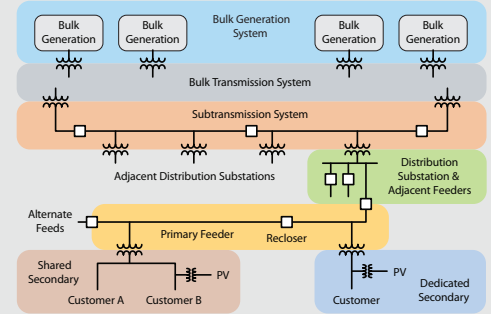 Bulk
Generation
Bulk
Generation
Bulk Generation
System
Bulk
Generation
Bulk
Generation
Bulk Transmission System
Subtransmission System
Adjacent Distribution Substations
Distribution
Substation &
Adjacent Feeders
Alternate
Feeds
Primary Feeder
Recloser
Shared
Secondary
PV
Customer A
Customer B
PV
Customer
Dedicated
Secondary